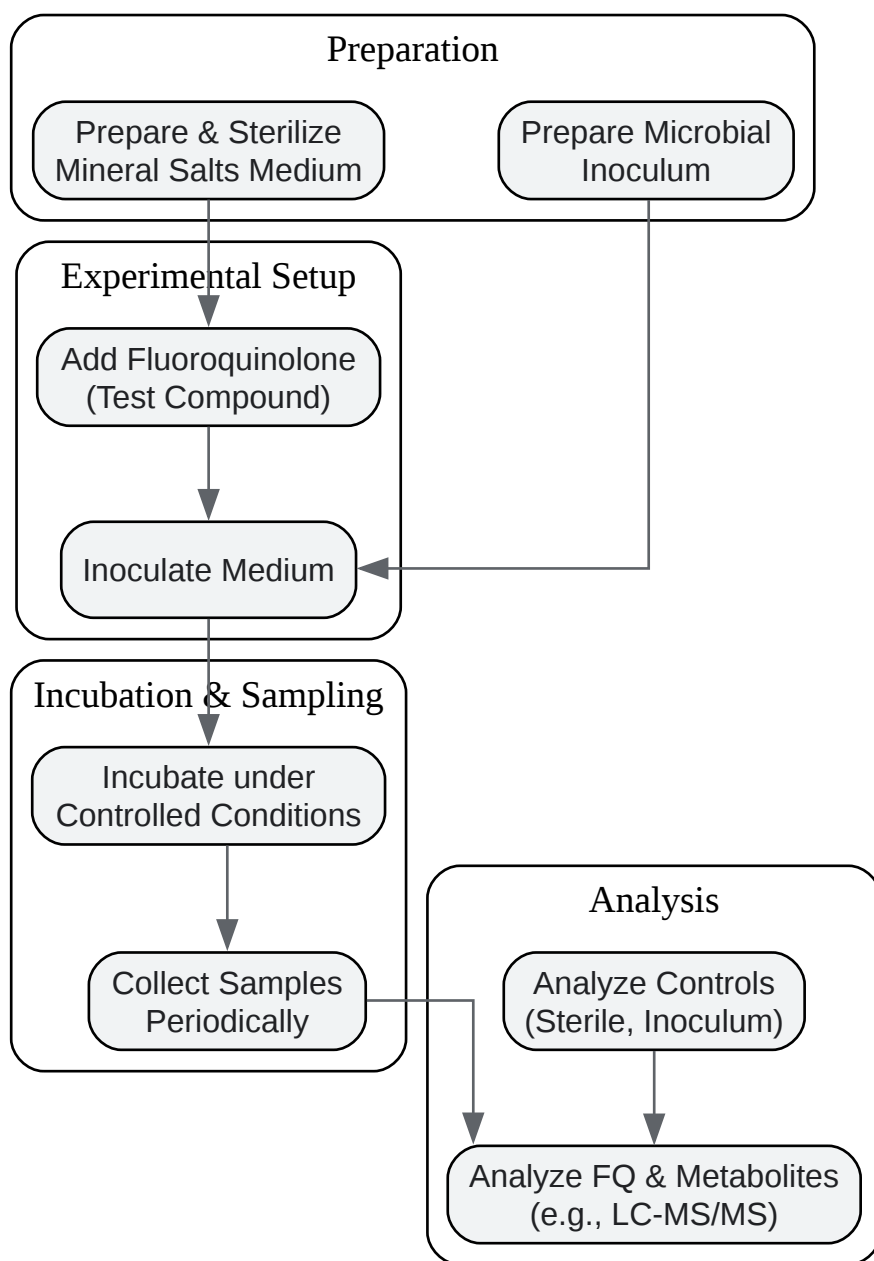 Preparation
Prepare & Sterilize
Mineral Salts Medium
Prepare Microbial
Inoculum
Experimental Setup
Add Fluoroquinolone
(Test Compound)
Inoculate Medium
Incubation & Sampling
Incubate under
Controlled Conditions
Collect Samples
Periodically
Analysis
Analyze Controls
(Sterile, Inoculum)
Analyze FQ & Metabolites
(e.g., LC-MS/MS)